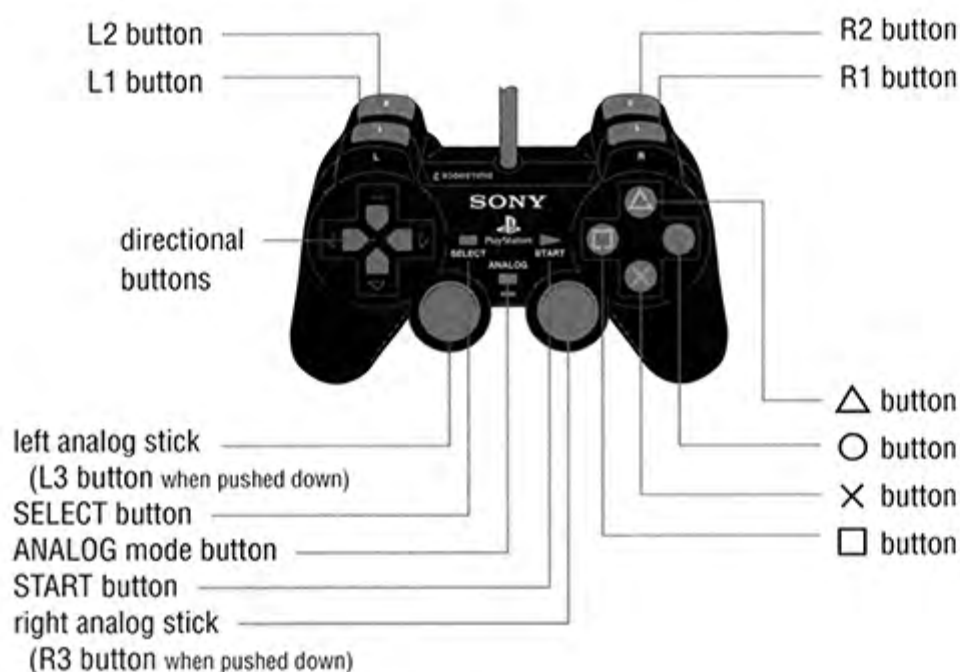 L2 button
R2 button
L1 button
R1 button
L
R
DUALSHOCK 2
SONY
PlayStation
SELECT
START
ANALOG
directional
buttons
△ button
○ button
× button
□ button
left analog stick
(L3 button when pushed down)
SELECT button
ANALOG mode button
START button
right analog stick
(R3 button when pushed down)